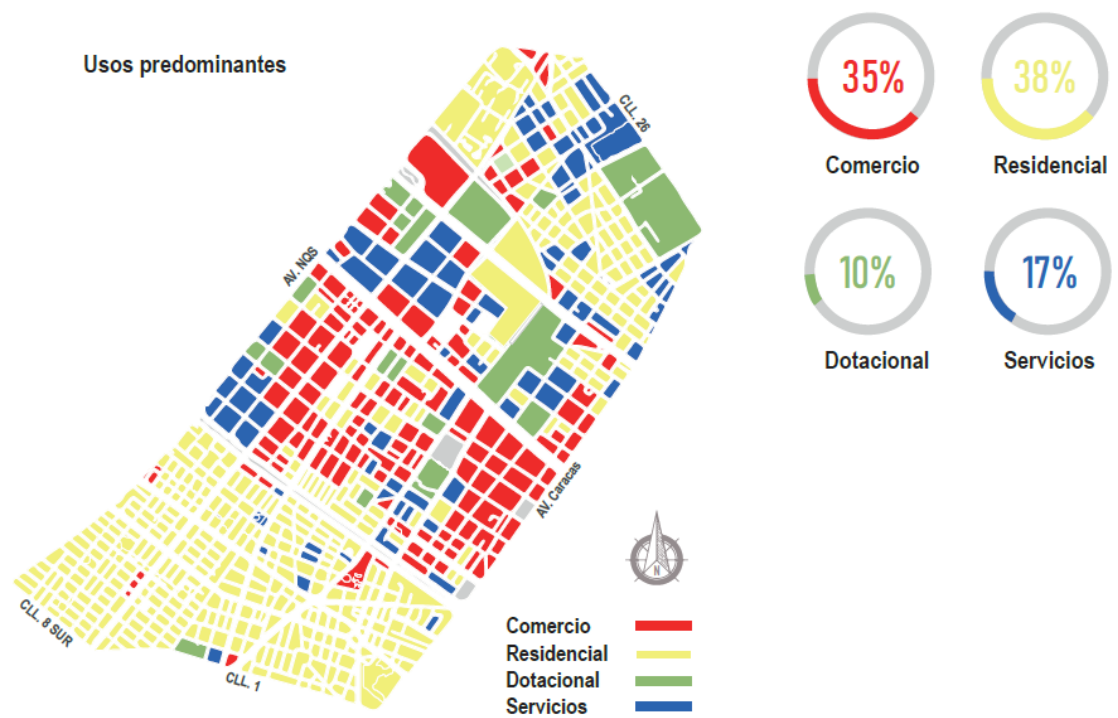 Usos predominantes
35%
38%
Comercio
Residencial
10%
17%
Dotacional
Servicios
CLL. 26
AV. NQS
AV. Caracas
CLL. 8 SUR
CLL. 1
N
Comercio
Residencial
Dotacional
Servicios